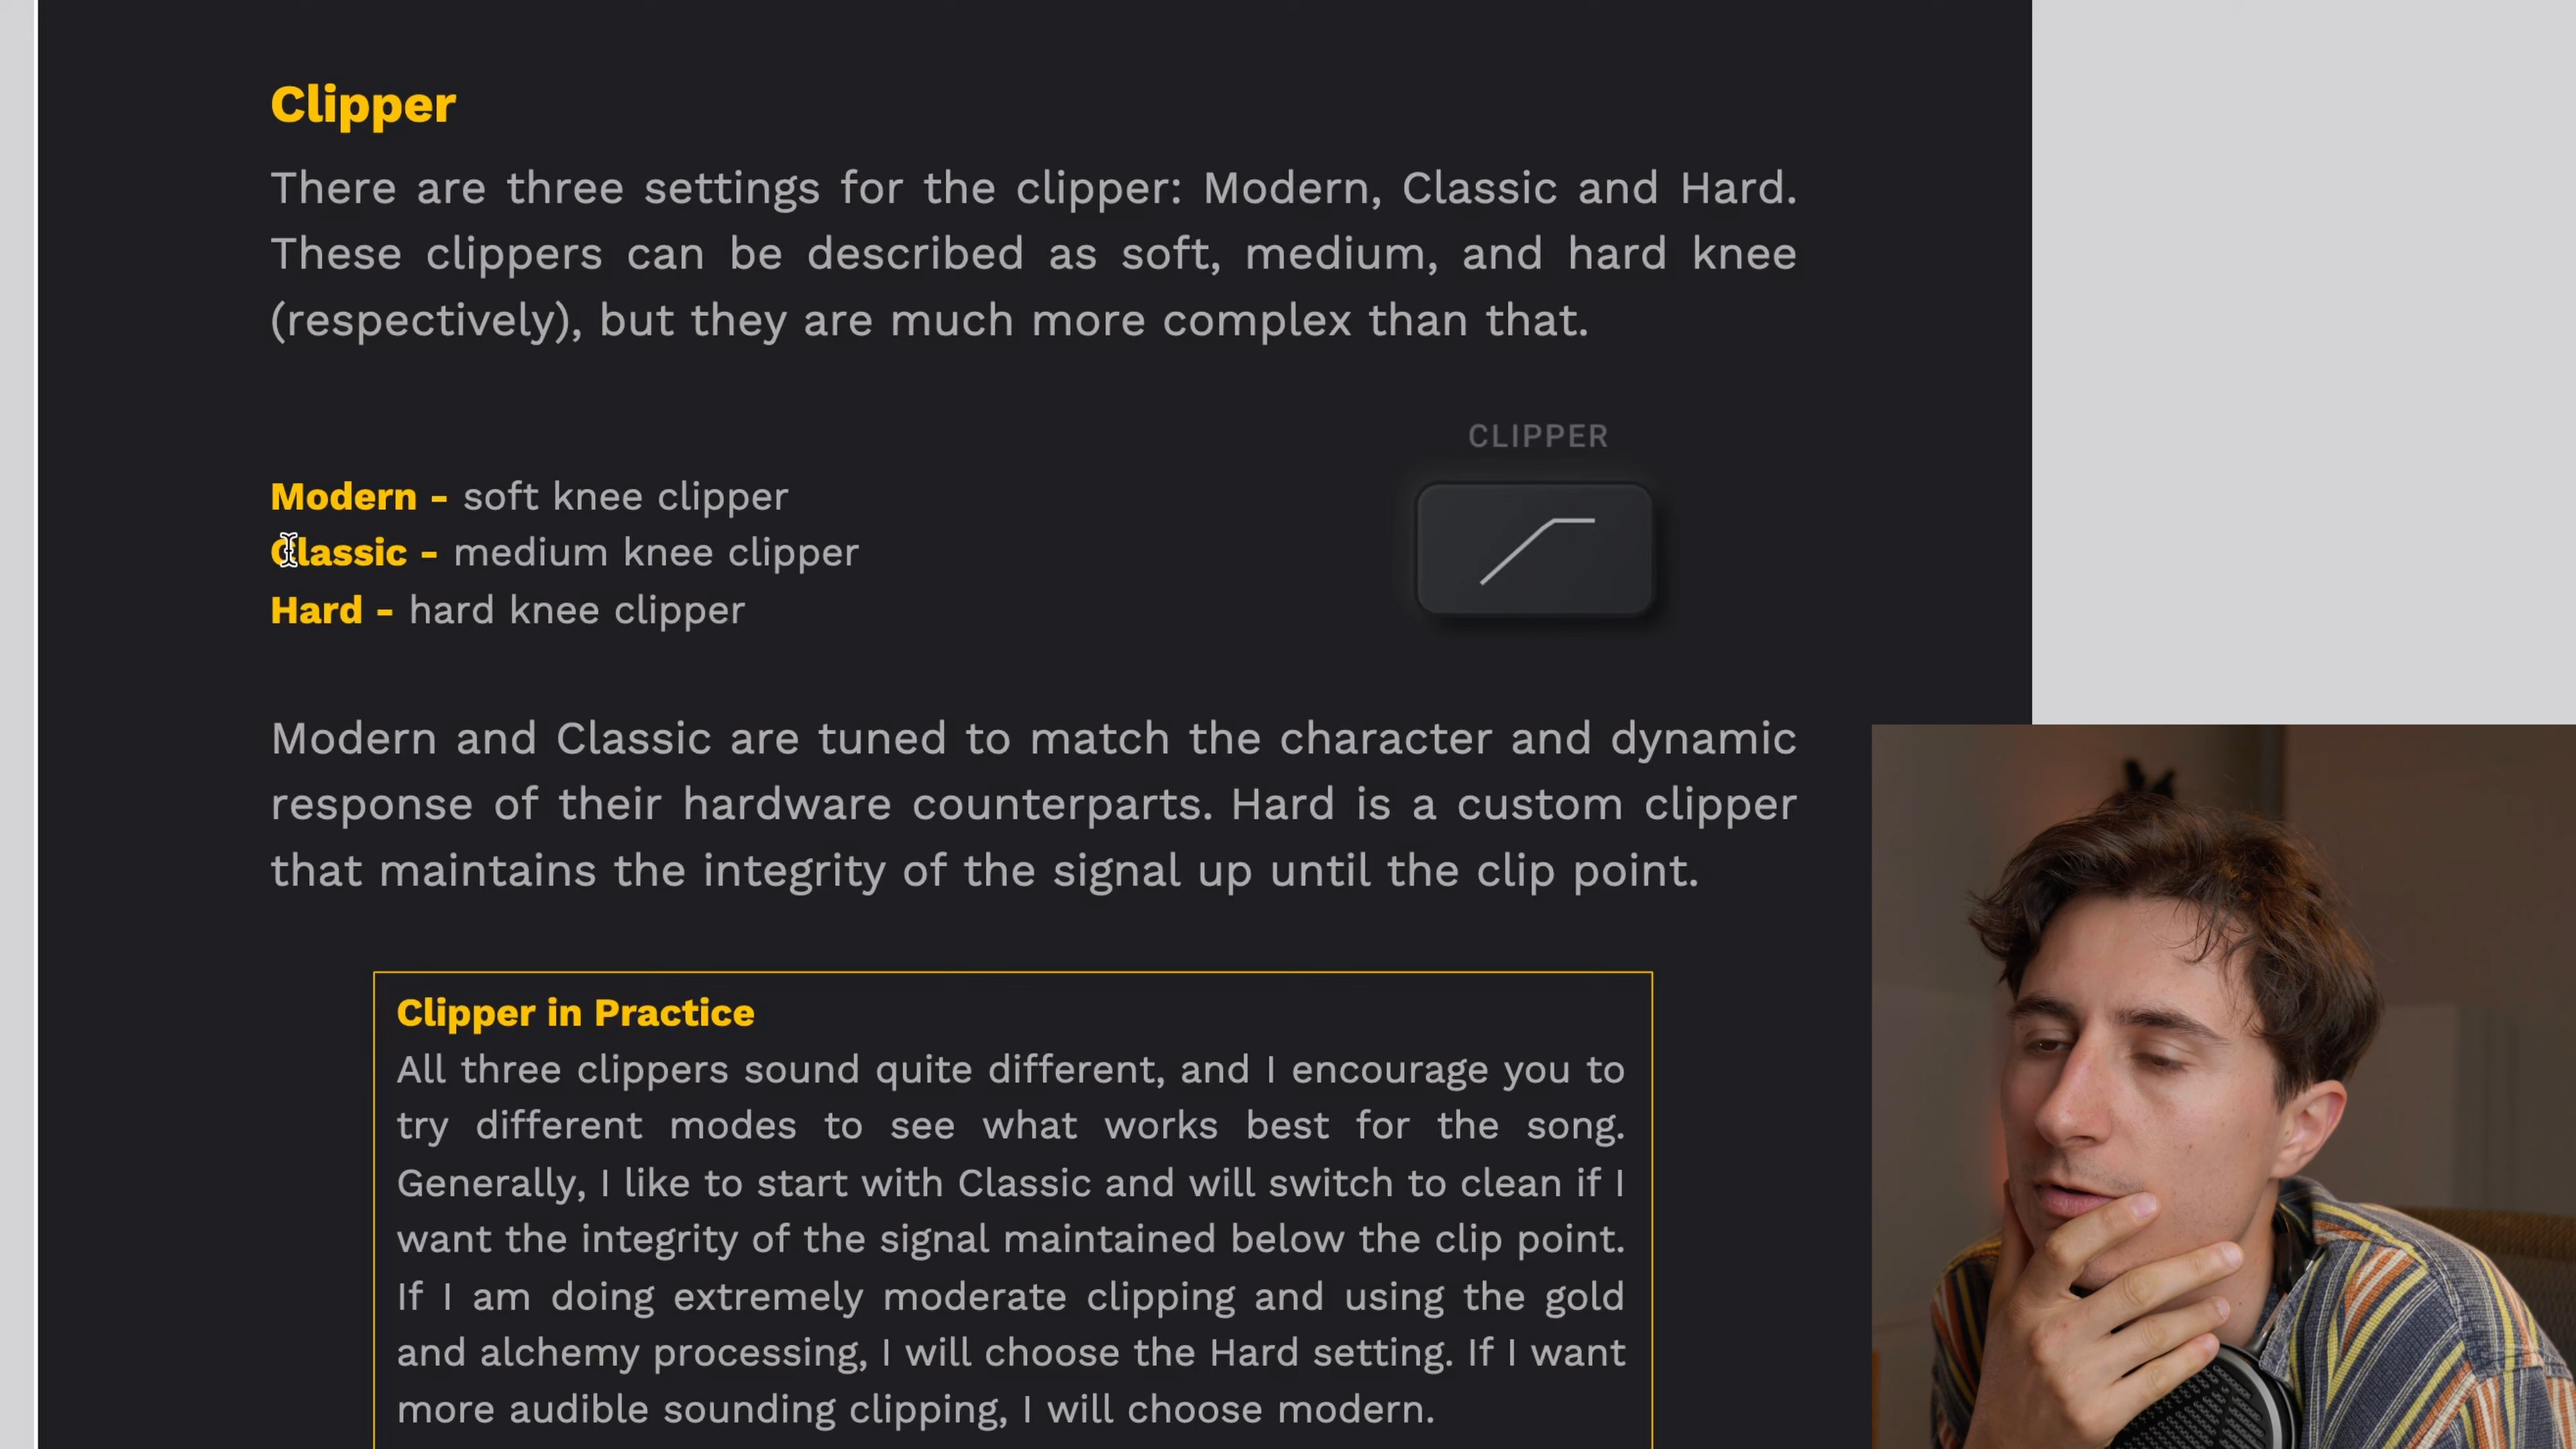 Clipper
There are three settings for the clipper: Modern, Classic and Hard.
These clippers can be described as soft, medium, and hard knee
(respectively), but they are much more complex than that.
CLIPPER
Modern - soft knee clipper
Classic - medium knee clipper
Hard - hard knee clipper
Modern and Classic are tuned to match the character and dynamic
response of their hardware counterparts. Hard is a custom clipper
that maintains the integrity of the signal up until the clip point.
Clipper in Practice
All three clippers sound quite different, and I encourage you to
try different modes to see what works best for the song.
Generally, I like to start with Classic and will switch to clean if I
want the integrity of the signal maintained below the clip point.
If I am doing extremely moderate clipping and using the gold
and alchemy processing, I will choose the Hard setting. If I want
more audible sounding clipping, I will choose modern.